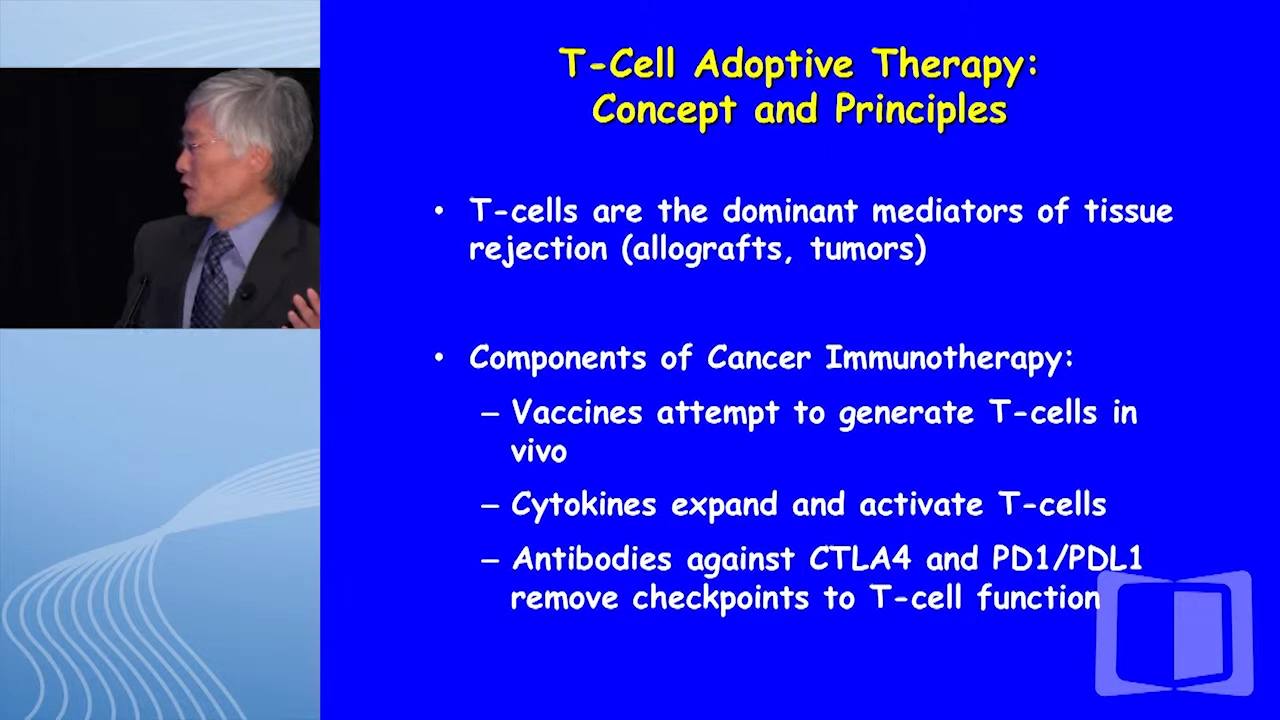 T-Cell Adoptive Therapy:
Concept and Principles
• T-cells are the dominant mediators of tissue
rejection (allografts, tumors)
• Components of Cancer Immunotherapy:
– Vaccines attempt to generate T-cells in
vivo
– Cytokines expand and activate T-cells
– Antibodies against CTLA4 and PD1/PDL1
remove checkpoints to T-cell function